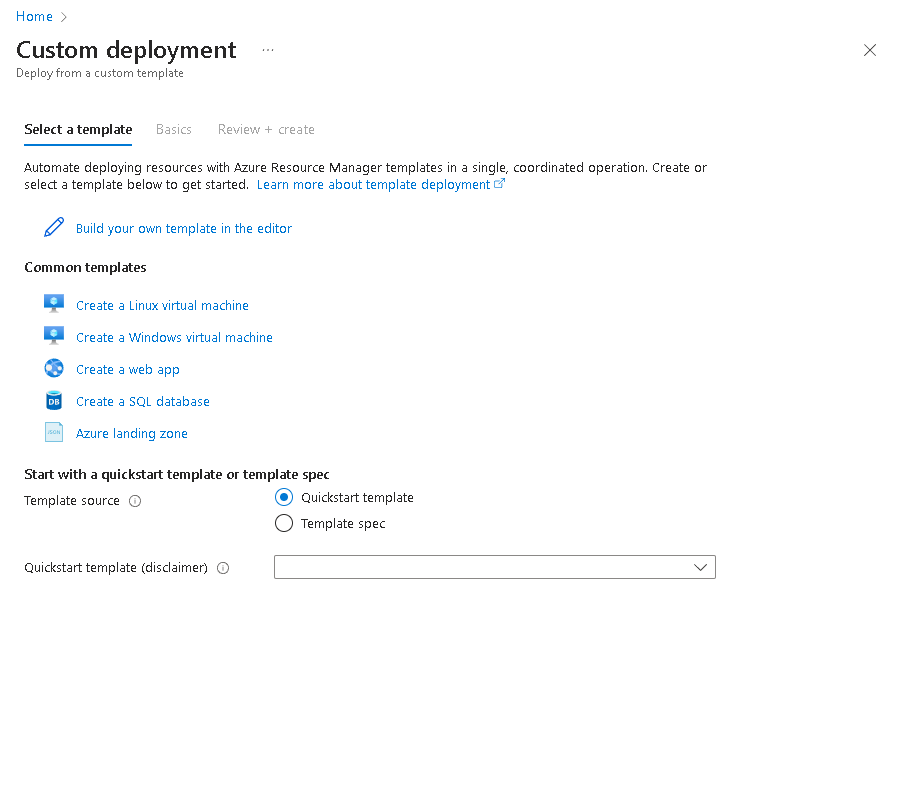 Home
Custom deployment ...
Deploy from a custom template
Select a template Basics Review + create
Automate deploying resources with Azure Resource Manager templates in a single, coordinated operation. Create or
select a template below to get started. Learn more about template deployment
Build your own template in the editor
Common templates
Create a Linux virtual machine
Create a Windows virtual machine
Create a web app
DB Create a SQL database
JSON Azure landing zone
Start with a quickstart template or template spec
Template source Quickstart template
Template spec
Quickstart template (disclaimer)